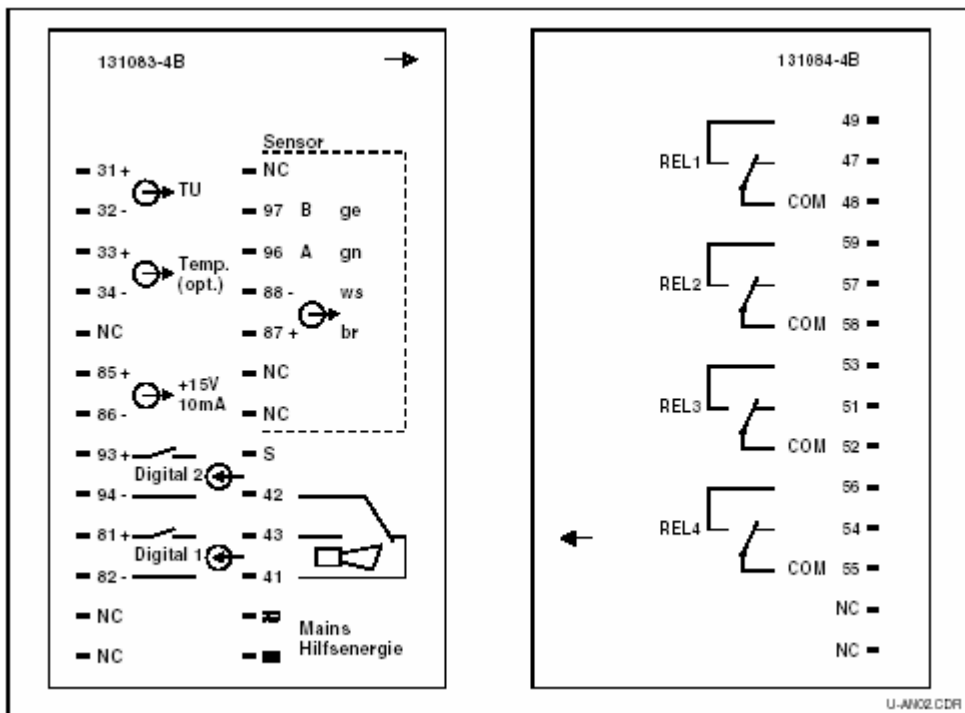 131083-4B
Sensor
31 +
TU
32 -
33 +
Temp.
(opt.)
34 -
NC
85 +
+15V
10mA
86 -
93 +
Digital 2
94 -
81 +
Digital 1
82 -
NC
NC
NC
97 B ge
96 A gn
88 - ws
87 + br
NC
NC
S
42
43
41
Mains
Hilfsenergie
131084-4B
49
REL1 47
COM 48
59
REL2 57
COM 58
53
REL3 51
COM 52
56
REL4 54
COM 55
NC
NC
U-AN02.CDR